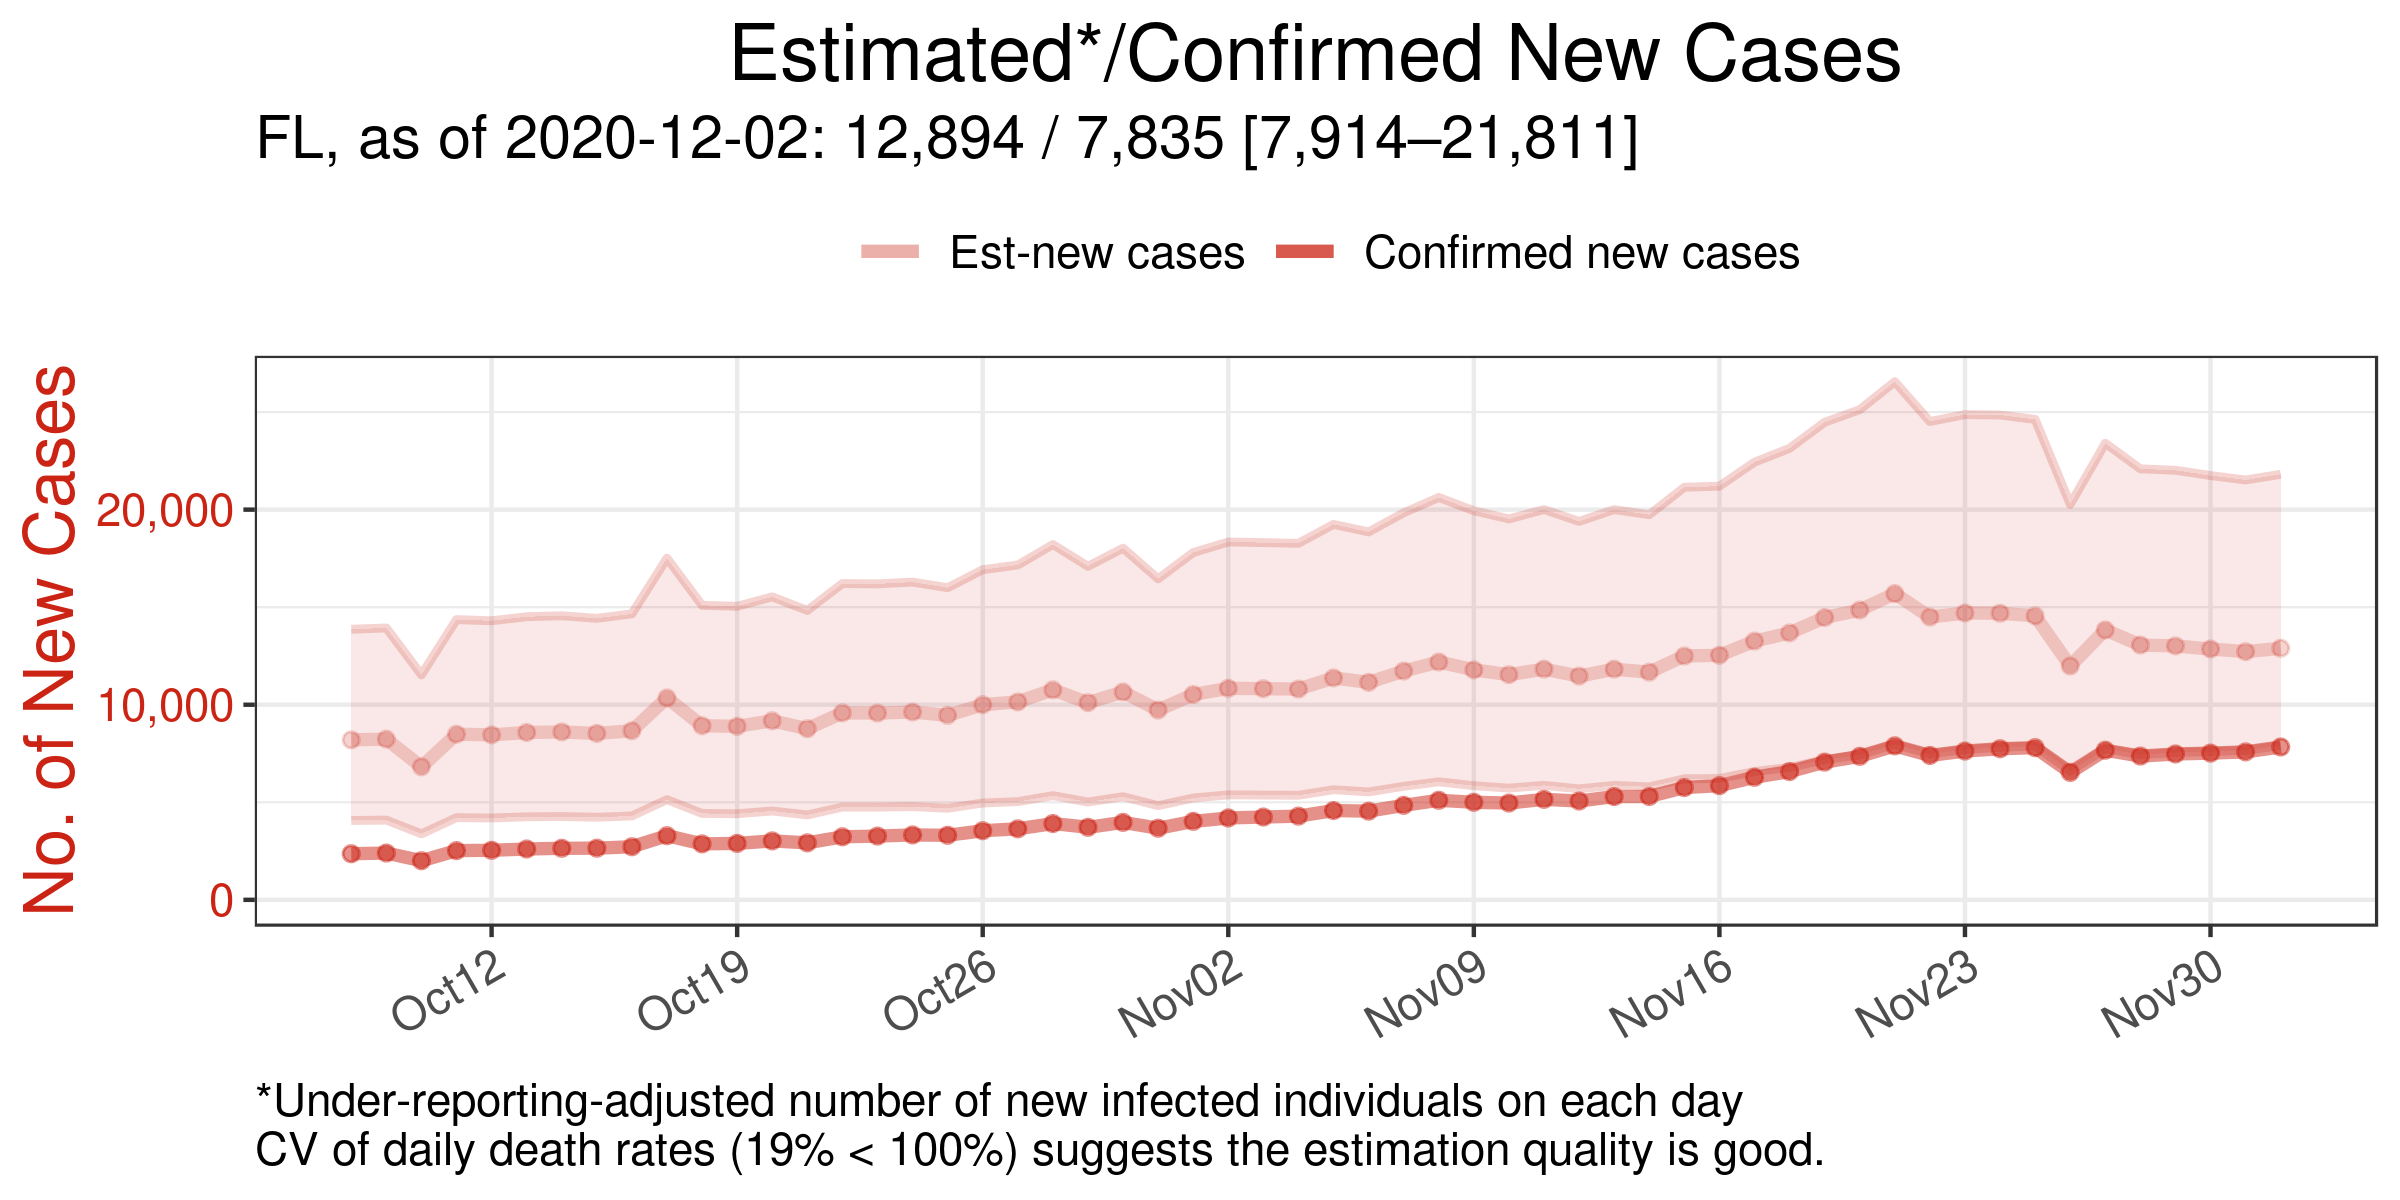 Estimated*/Confirmed New Cases
FL, as of 2020-12-02: 12,894 / 7,835 [7,914–21,811]
Est-new cases
Confirmed new cases
No. of New Cases
20,000
10,000
0
Oct12
Oct19
Oct26
Nov02
Nov09
Nov16
Nov23
Nov30
*Under-reporting-adjusted number of new infected individuals on each day
CV of daily death rates (19% < 100%) suggests the estimation quality is good.